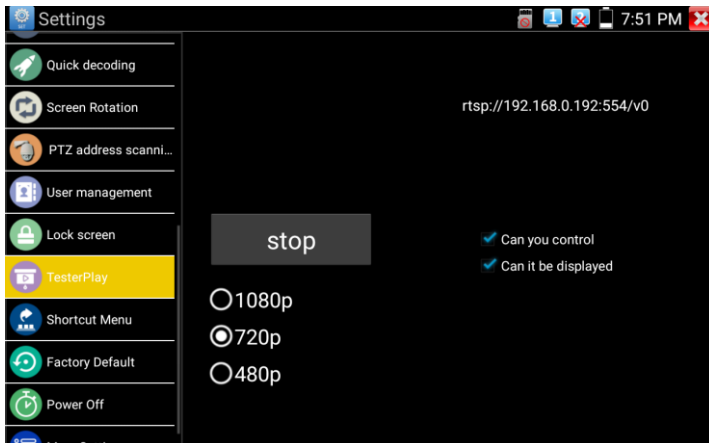 Settings
7:51 PM
Quick decoding
Screen Rotation
PTZ address scanni...
User management
Lock screen
TesterPlay
Shortcut Menu
Factory Default
Power Off
rtsp://192.168.0.192:554/v0
stop
Can you control
Can it be displayed
1080p
720p
480p